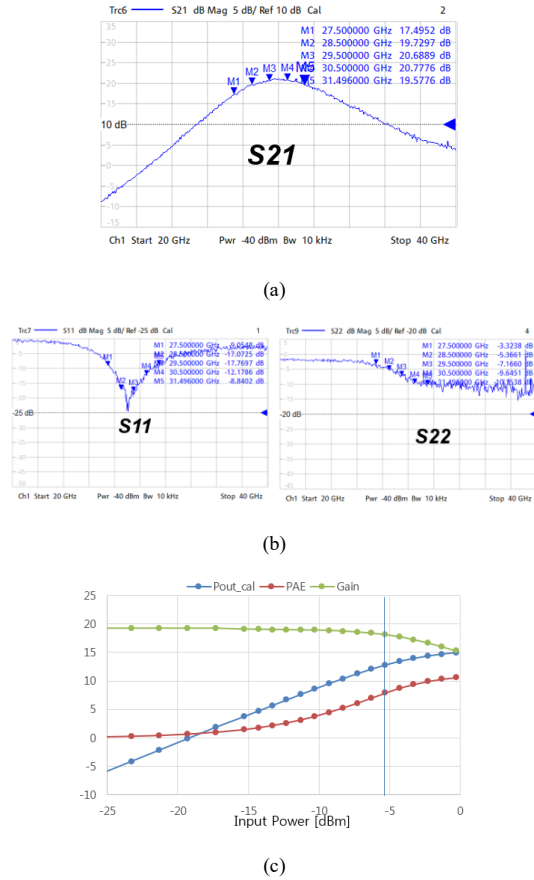 Trc6 S21 dB Mag 5 dB/ Ref 10 dB Cal 2
M1 27.500000 GHz 17.4952 dB
M2 28.500000 GHz 19.7297 dB
M3 29.500000 GHz 20.6889 dB
M4 30.500000 GHz 20.7776 dB
M5 31.496000 GHz 19.5776 dB
30
25
20
15
10 dB
5
0
-5
-10
-15
M1 M2 M3 M4 M5
S21
Ch1 Start 20 GHz Pwr -40 dBm Bw 10 kHz Stop 40 GHz
(a)
Trc7 S11 dB Mag 5 dB/ Ref -25 dB Cal 1
M1 27.500000 GHz
M2 28.500000 GHz -17.0725 dB
M3 29.500000 GHz -17.7697 dB
M4 30.500000 GHz -12.1786 dB
M5 31.496000 GHz -8.8402 dB
-25 dB
S11
Ch1 Start 20 GHz Pwr -40 dBm Bw 10 kHz Stop 40 GHz
Trc9 S22 dB Mag 5 dB/ Ref -20 dB Cal 4
M1 27.500000 GHz -3.3238 dB
M2 28.500000 GHz -5.3661 dB
M3 29.500000 GHz -7.1660 dB
M4 30.500000 GHz -9.6451 dB
-20 dB
S22
Ch1 Start 20 GHz Pwr -40 dBm Bw 10 kHz Stop 40 GHz
(b)
Pout_cal PAE Gain
25
20
15
10
5
0
-5
-10
-25 -20 -15 -10 -5 0
Input Power [dBm]
(c)